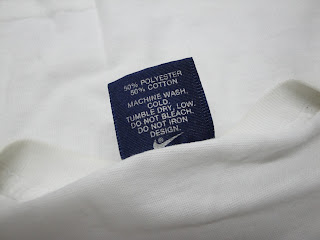 50% POLYESTER
50% COTTON
MACHINE WASH,
COLD.
TUMBLE DRY, LOW.
DO NOT BLEACH.
DO NOT IRON
DESIGN.
®